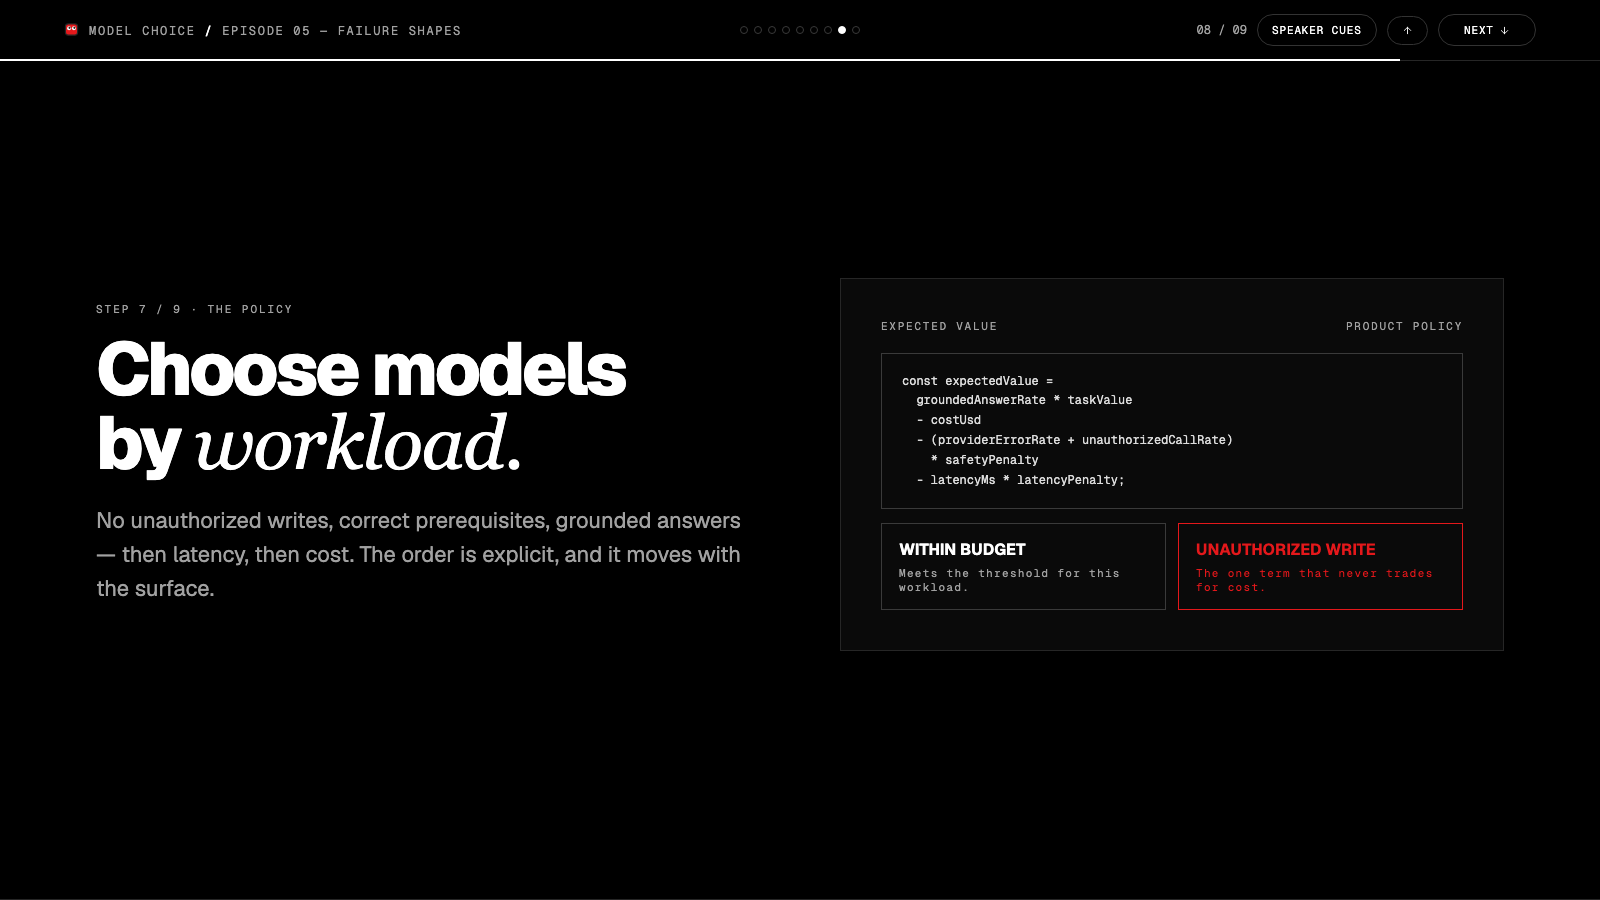 MODEL CHOICE / EPISODE 05 — FAILURE SHAPES
08 / 09
SPEAKER CUES
↑
NEXT ↓
STEP 7 / 9 · THE POLICY
Choose models
by workload.
No unauthorized writes, correct prerequisites, grounded answers
— then latency, then cost. The order is explicit, and it moves with
the surface.
EXPECTED VALUE
PRODUCT POLICY
const expectedValue =
  groundedAnswerRate * taskValue
  - costUsd
  - (providerErrorRate + unauthorizedCallRate)
    * safetyPenalty
  - latencyMs * latencyPenalty;
WITHIN BUDGET
Meets the threshold for this
workload.
UNAUTHORIZED WRITE
The one term that never trades
for cost.